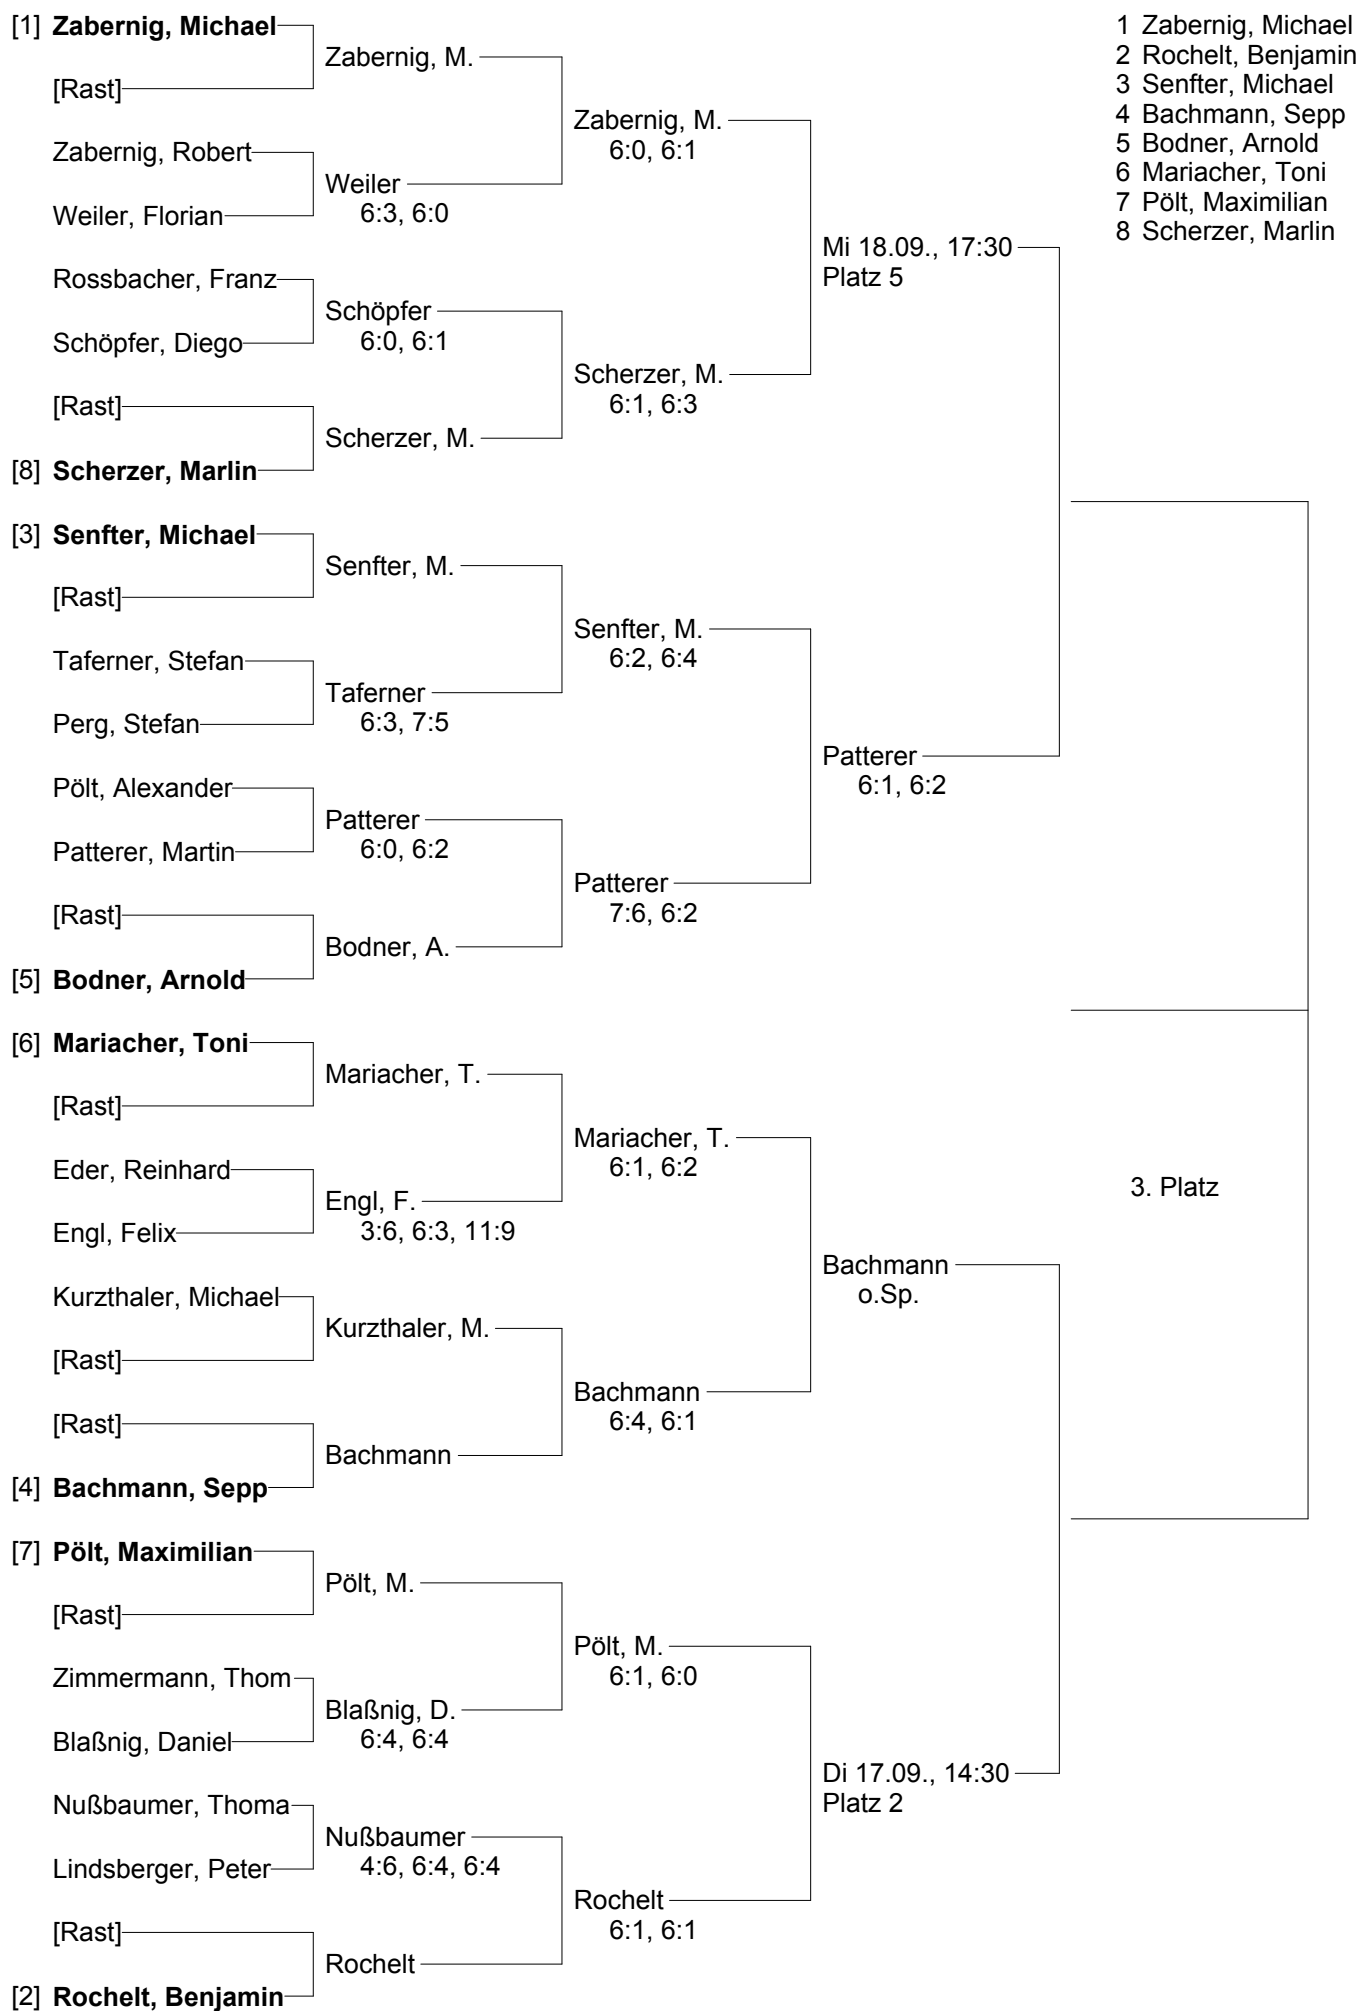 [1] Zabernig, Michael
[Rast]
Zabernig, Robert
Weiler, Florian
Rossbacher, Franz
Schöpfer, Diego
[Rast]
[8] Scherzer, Marlin
[3] Senfter, Michael
[Rast]
Taferner, Stefan
Perg, Stefan
Pölt, Alexander
Patterer, Martin
[Rast]
[5] Bodner, Arnold
[6] Mariacher, Toni
[Rast]
Eder, Reinhard
Engl, Felix
Kurzthaler, Michael
[Rast]
[Rast]
[4] Bachmann, Sepp
[7] Pölt, Maximilian
[Rast]
Zimmermann, Thom
Blaßnig, Daniel
Nußbaumer, Thoma
Lindsberger, Peter
[Rast]
[2] Rochelt, Benjamin
Zabernig, M.
Weiler
6:3, 6:0
Schöpfer
6:0, 6:1
Scherzer, M.
Senfter, M.
Taferner
6:3, 7:5
Patterer
6:0, 6:2
Bodner, A.
Mariacher, T.
Engl, F.
3:6, 6:3, 11:9
Kurzthaler, M.
Bachmann
Pölt, M.
Blaßnig, D.
6:4, 6:4
Nußbaumer
4:6, 6:4, 6:4
Rochelt
Zabernig, M.
6:0, 6:1
Scherzer, M.
6:1, 6:3
Senfter, M.
6:2, 6:4
Patterer
7:6, 6:2
Mariacher, T.
6:1, 6:2
Bachmann
6:4, 6:1
Pölt, M.
6:1, 6:0
Rochelt
6:1, 6:1
Mi 18.09., 17:30
Platz 5
Patterer
6:1, 6:2
Bachmann
o.Sp.
Di 17.09., 14:30
Platz 2
3. Platz
1 Zabernig, Michael
2 Rochelt, Benjamin
3 Senfter, Michael
4 Bachmann, Sepp
5 Bodner, Arnold
6 Mariacher, Toni
7 Pölt, Maximilian
8 Scherzer, Marlin